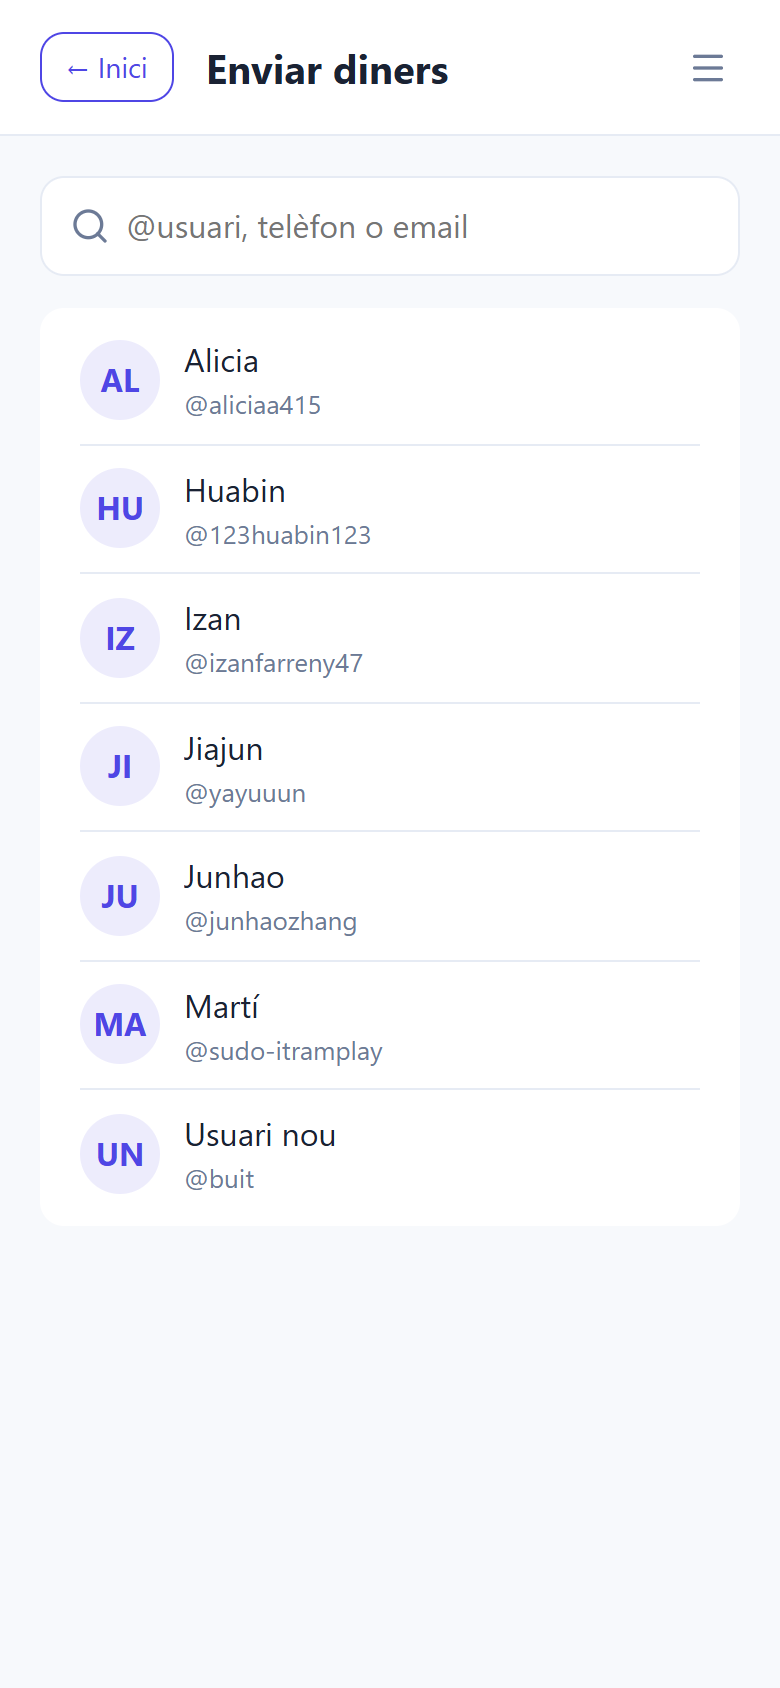 ← Inici
Enviar diners
@usuari, telèfon o email
AL
Alicia
@aliciaa415
HU
Huabin
@123huabin123
IZ
Izan
@izanfarreny47
JI
Jiajun
@yayuuun
JU
Junhao
@junhaozhang
MA
Martí
@sudo-itramplay
UN
Usuari nou
@buit